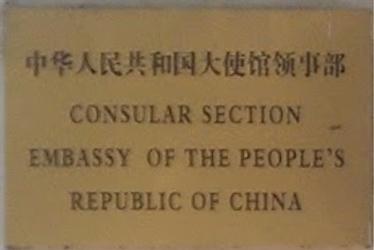 中华人民共和国大使馆领事部
CONSULAR SECTION
EMBASSY OF THE PEOPLE'S
REPUBLIC OF CHINA